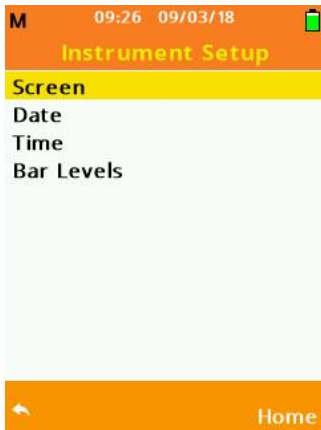 M 09:26 09/03/18
Instrument Setup
Screen
Date
Time
Bar Levels
Home